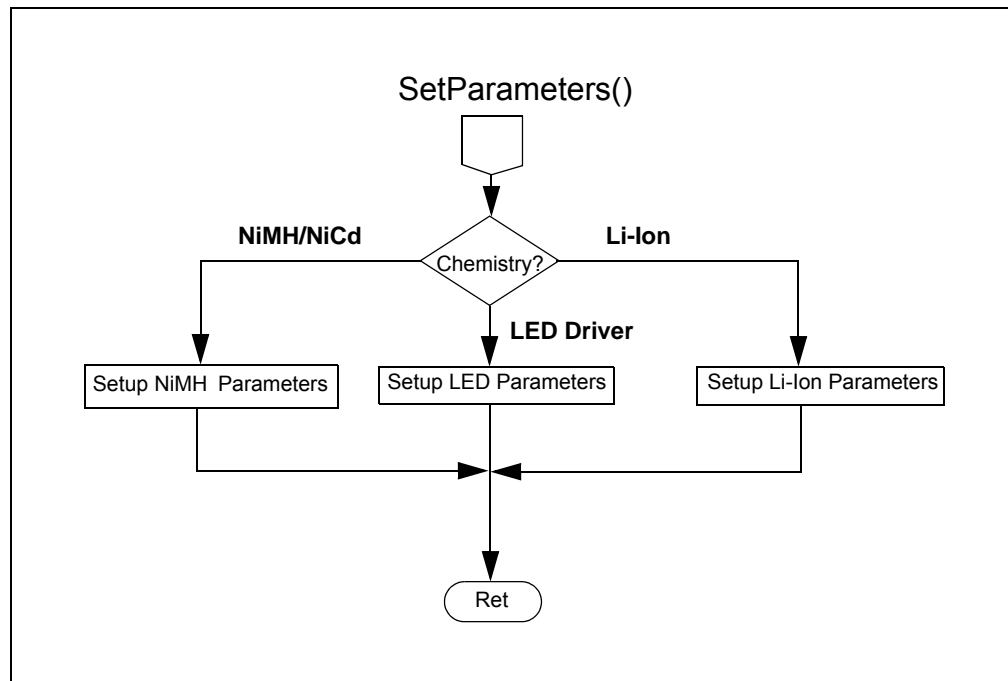 SetParameters()
NiMH/NiCd
Li-Ion
Chemistry?
LED Driver
Setup NiMH Parameters
Setup LED Parameters
Setup Li-Ion Parameters
Ret